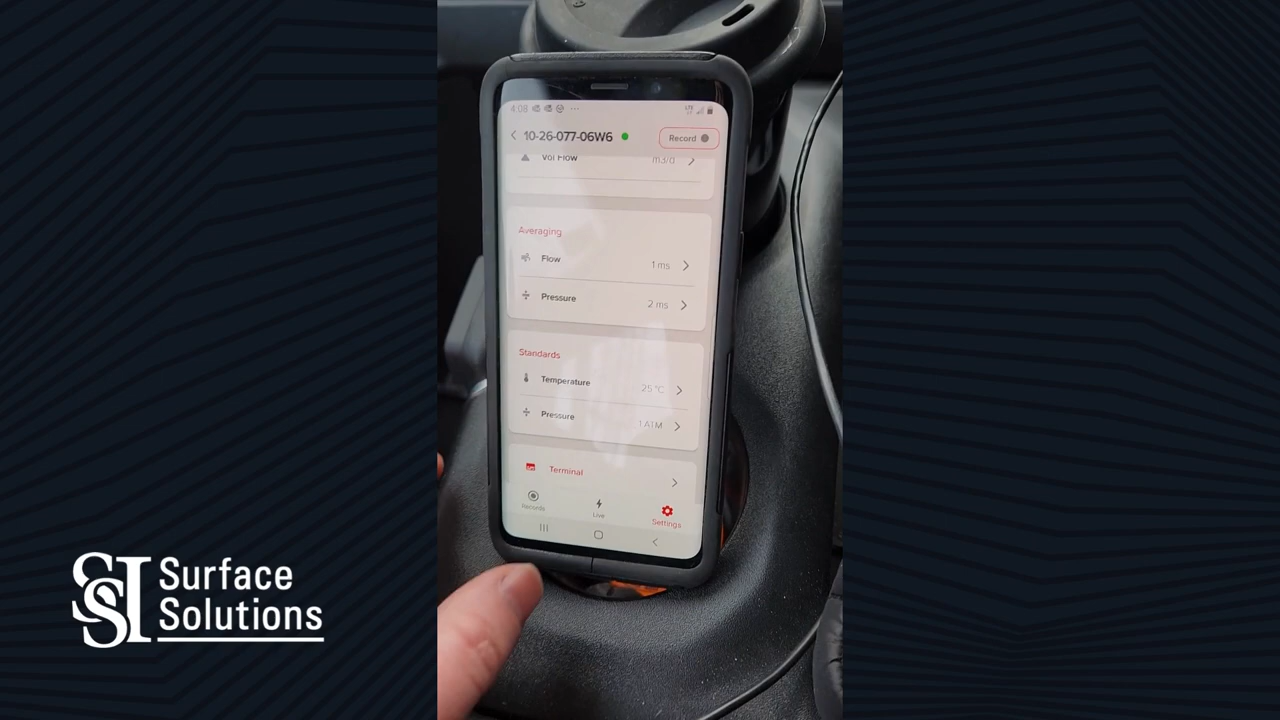 4:08
LTE
10-26-077-06W6
Record
Vol Flow m3/d
Averaging
Flow 1 ms
Pressure 2 ms
Standards
Temperature 25 °C
Pressure 1 ATM
Terminal
Records Live Settings
SSI Surface
Solutions